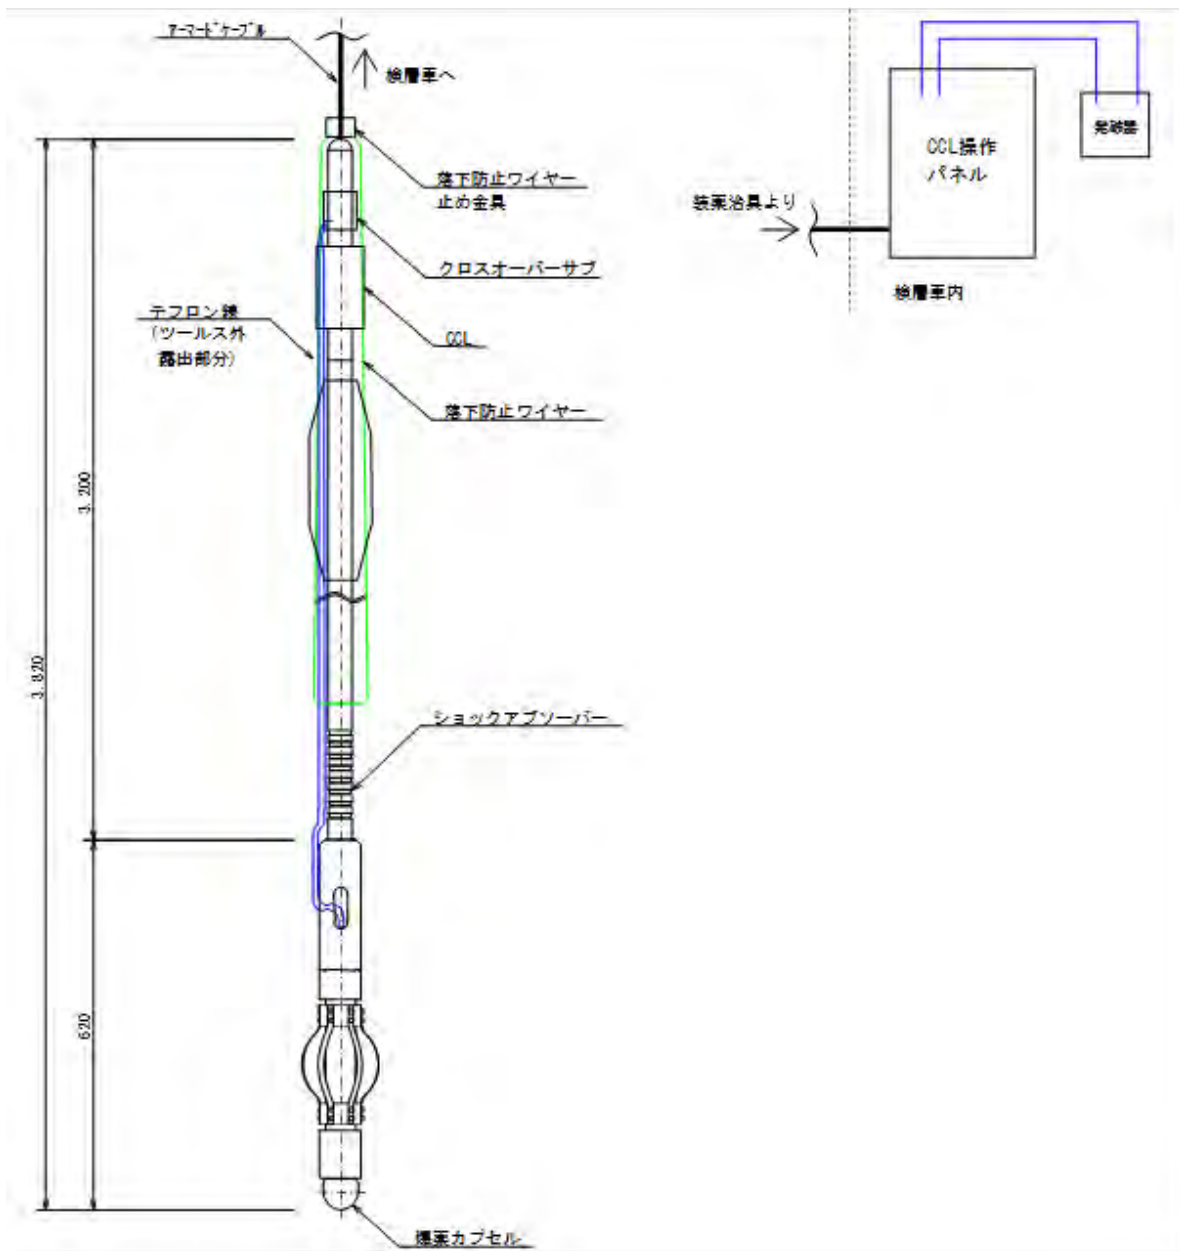 アーマードケーブル
検層車へ
落下防止ワイヤー
止め金具
クロスオーバーサブ
テフロン線
(ツールス外
露出部分)
CCL
落下防止ワイヤー
3,200
3,820
ショックアブソーバー
620
爆薬カプセル
CCL操作
パネル
発破器
装薬治具より
検層車内